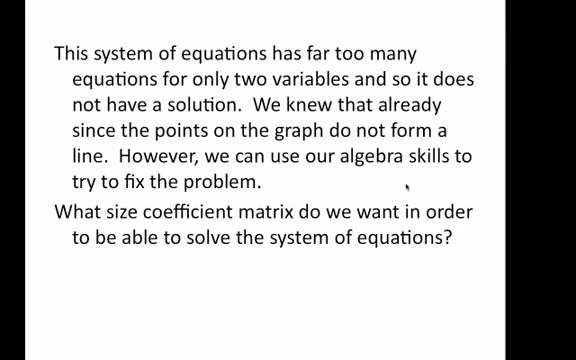 This system of equations has far too many
equations for only two variables and so it does
not have a solution.  We knew that already
since the points on the graph do not form a
line.  However, we can use our algebra skills to
try to fix the problem.
What size coefficient matrix do we want in order
to be able to solve the system of equations?